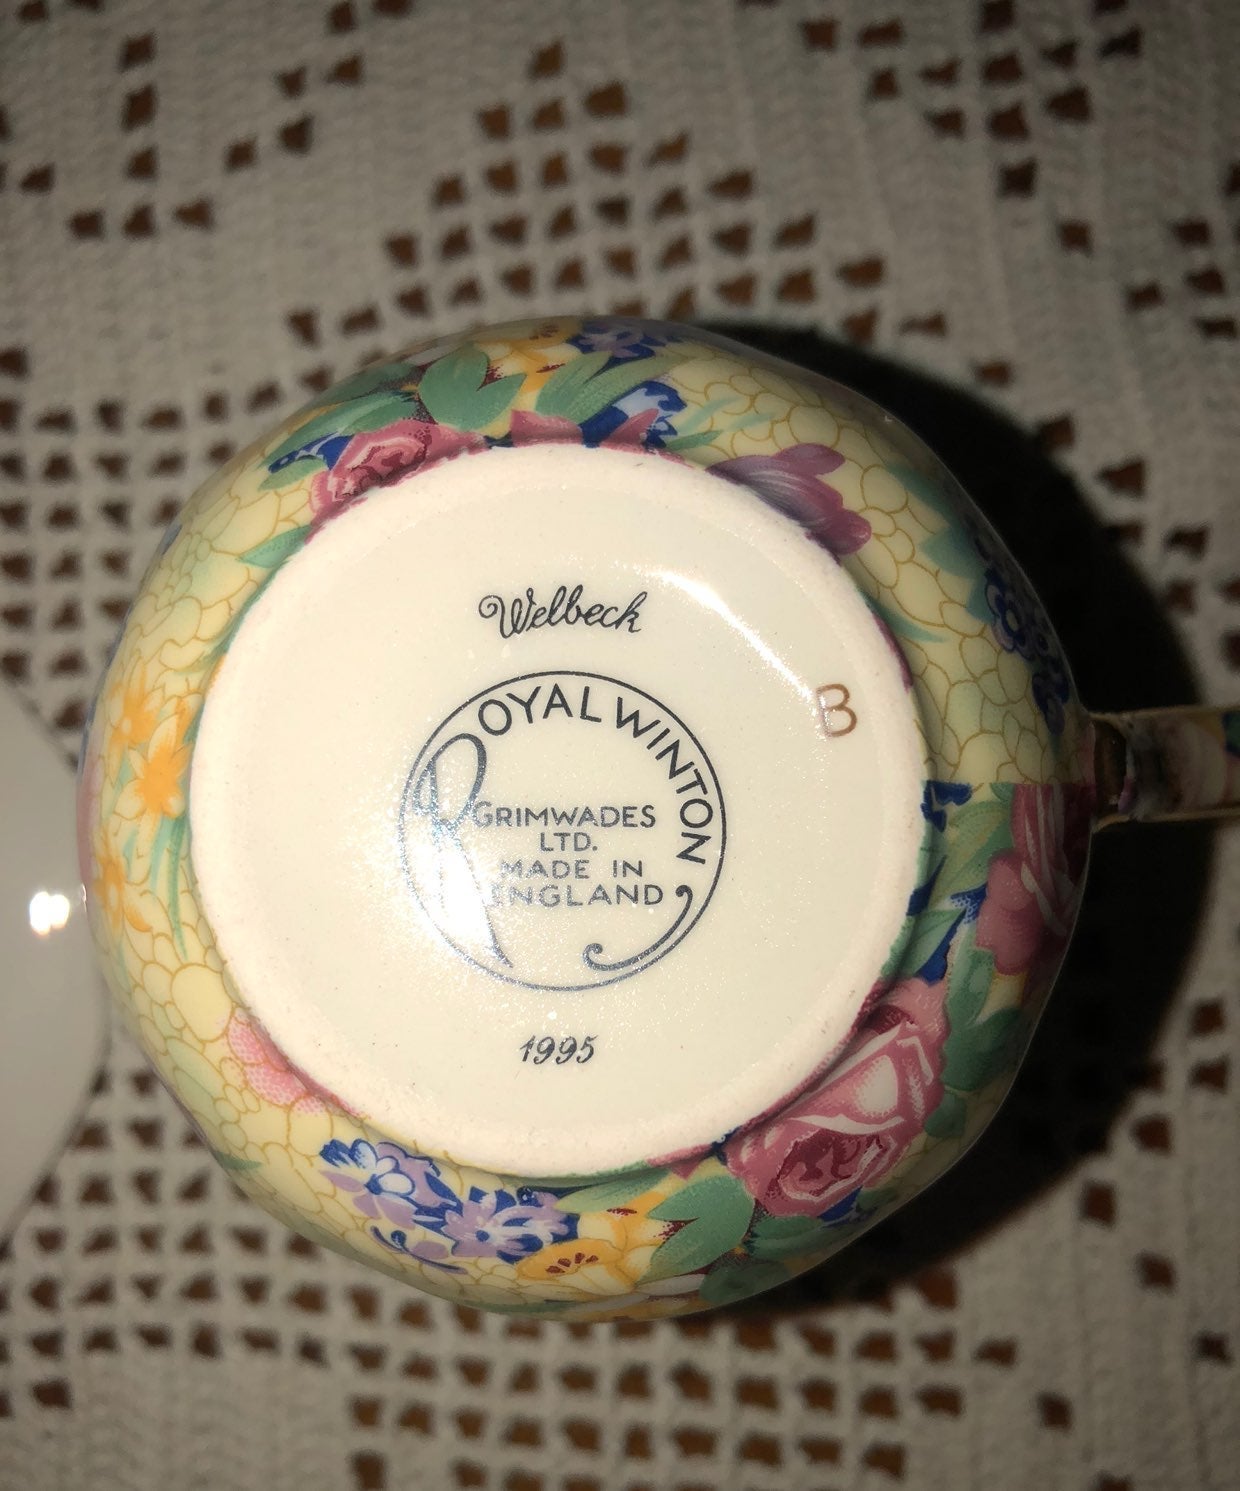 Welbeck
ROYAL WINTON
GRIMWADES
LTD.
MADE IN
ENGLAND
B
1995